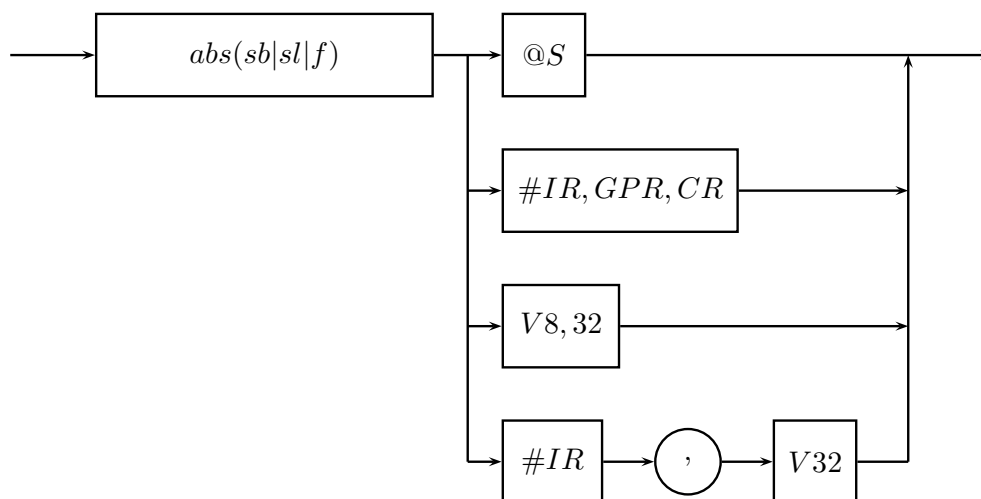 abs(sb|sl|f)
@S
#IR, GPR, CR
V8, 32
#IR
,
V32